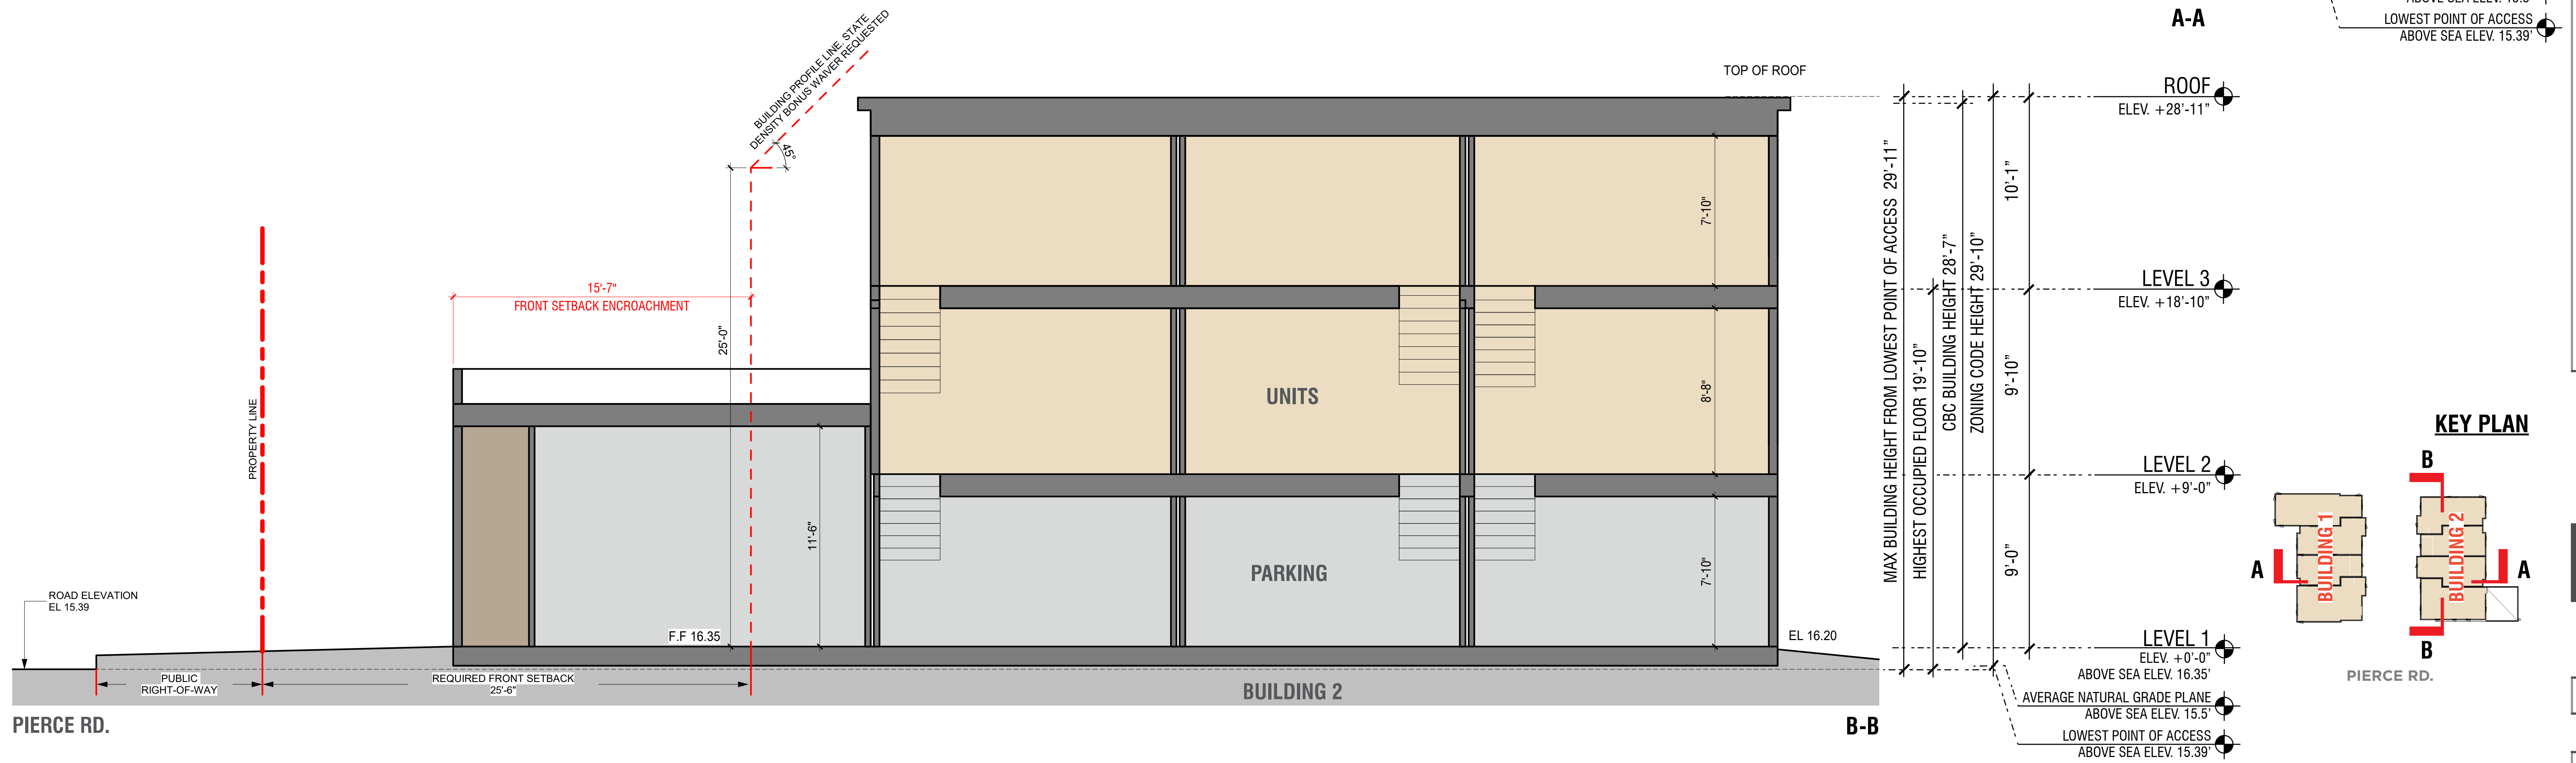 A-A
LOWEST POINT OF ACCESS
ABOVE SEA ELEV. 15.39'
BUILDING PROFILE LINE, STATE
DENSITY BONUS WAIVER REQUESTED
45°
TOP OF ROOF
ROOF
ELEV. +28'-11"
15'-7"
FRONT SETBACK ENCROACHMENT
25'-0"
PROPERTY LINE
11'-6"
7'-10"
8'-8"
7'-10"
UNITS
PARKING
MAX BUILDING HEIGHT FROM LOWEST POINT OF ACCESS 29'-11"
HIGHEST OCCUPIED FLOOR 19'-10"
CBC BUILDING HEIGHT 28'-7"
ZONING CODE HEIGHT 29'-10"
10'-1"
9'-10"
9'-0"
LEVEL 3
ELEV. +18'-10"
LEVEL 2
ELEV. +9'-0"
LEVEL 1
ELEV. +0'-0"
ABOVE SEA ELEV. 16.35'
AVERAGE NATURAL GRADE PLANE
ABOVE SEA ELEV. 15.5'
LOWEST POINT OF ACCESS
ABOVE SEA ELEV. 15.39'
ROAD ELEVATION
EL 15.39
F.F 16.35
EL 16.20
PUBLIC
RIGHT-OF-WAY
REQUIRED FRONT SETBACK
25'-6"
BUILDING 2
PIERCE RD.
B-B
KEY PLAN
B
BUILDING 1
BUILDING 2
A
A
B
PIERCE RD.